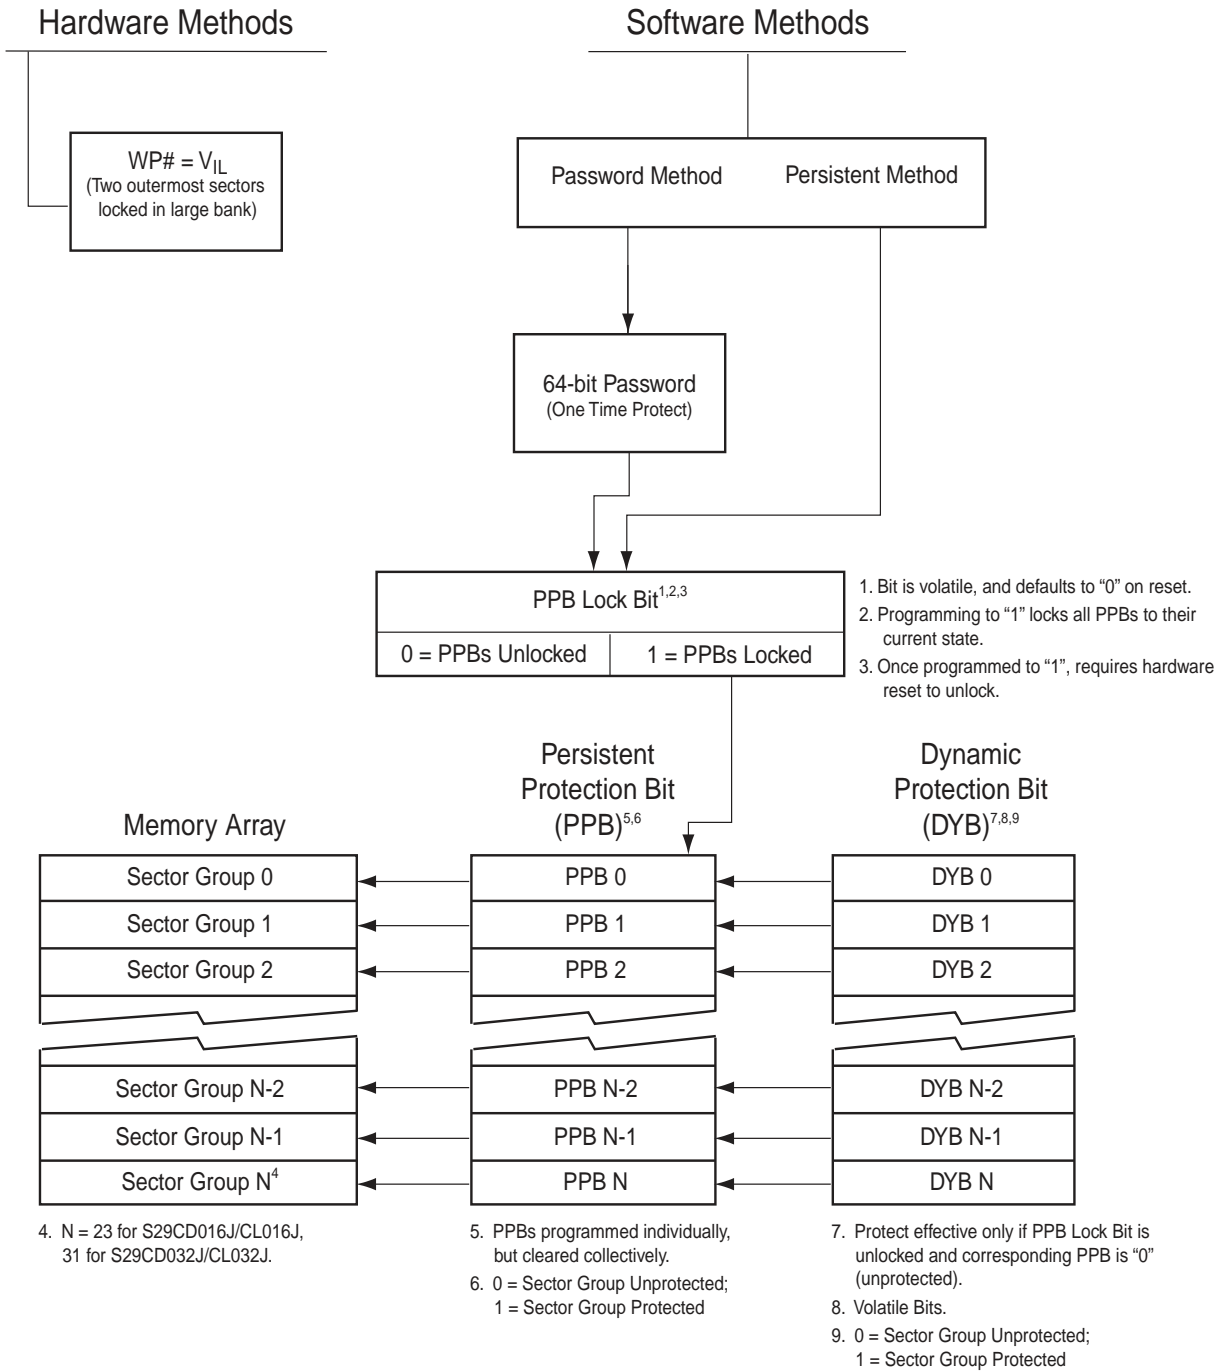 Hardware Methods
Software Methods
WP# = VIL
(Two outermost sectors
locked in large bank)
Password Method
Persistent Method
64-bit Password
(One Time Protect)
PPB Lock Bit1,2,3
0 = PPBs Unlocked
1 = PPBs Locked
1. Bit is volatile, and defaults to “0” on reset.
2. Programming to “1” locks all PPBs to their
current state.
3. Once programmed to “1”, requires hardware
reset to unlock.
Memory Array
Persistent
Protection Bit
(PPB)5,6
Dynamic
Protection Bit
(DYB)7,8,9
Sector Group 0
PPB 0
DYB 0
Sector Group 1
PPB 1
DYB 1
Sector Group 2
PPB 2
DYB 2
Sector Group N-2
PPB N-2
DYB N-2
Sector Group N-1
PPB N-1
DYB N-1
Sector Group N4
PPB N
DYB N
4. N = 23 for S29CD016J/CL016J,
31 for S29CD032J/CL032J.
5. PPBs programmed individually,
but cleared collectively.
6. 0 = Sector Group Unprotected;
1 = Sector Group Protected
7. Protect effective only if PPB Lock Bit is
unlocked and corresponding PPB is “0”
(unprotected).
8. Volatile Bits.
9. 0 = Sector Group Unprotected;
1 = Sector Group Protected